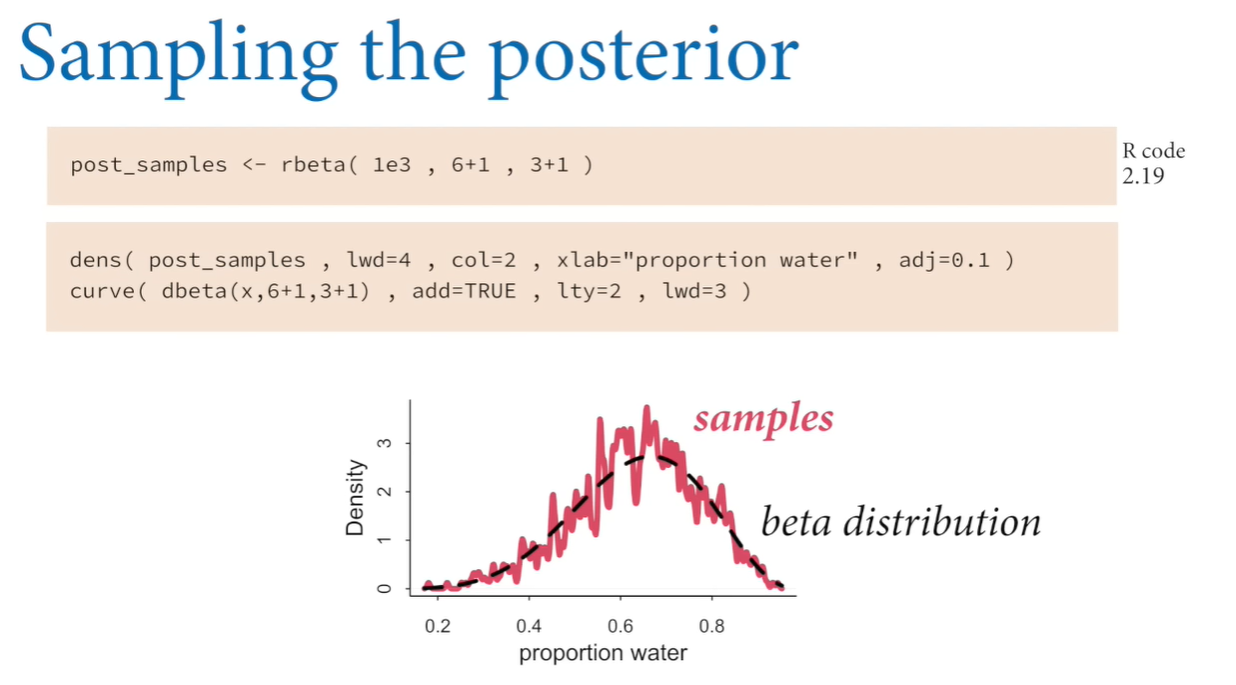 Sampling the posterior
post_samples <- rbeta( 1e3 , 6+1 , 3+1 )
R code
2.19
dens( post_samples , lwd=4 , col=2 , xlab="proportion water" , adj=0.1 )
curve( dbeta(x,6+1,3+1) , add=TRUE , lty=2 , lwd=3 )
samples
beta distribution
Density
3
2
1
0
0.2 0.4 0.6 0.8
proportion water